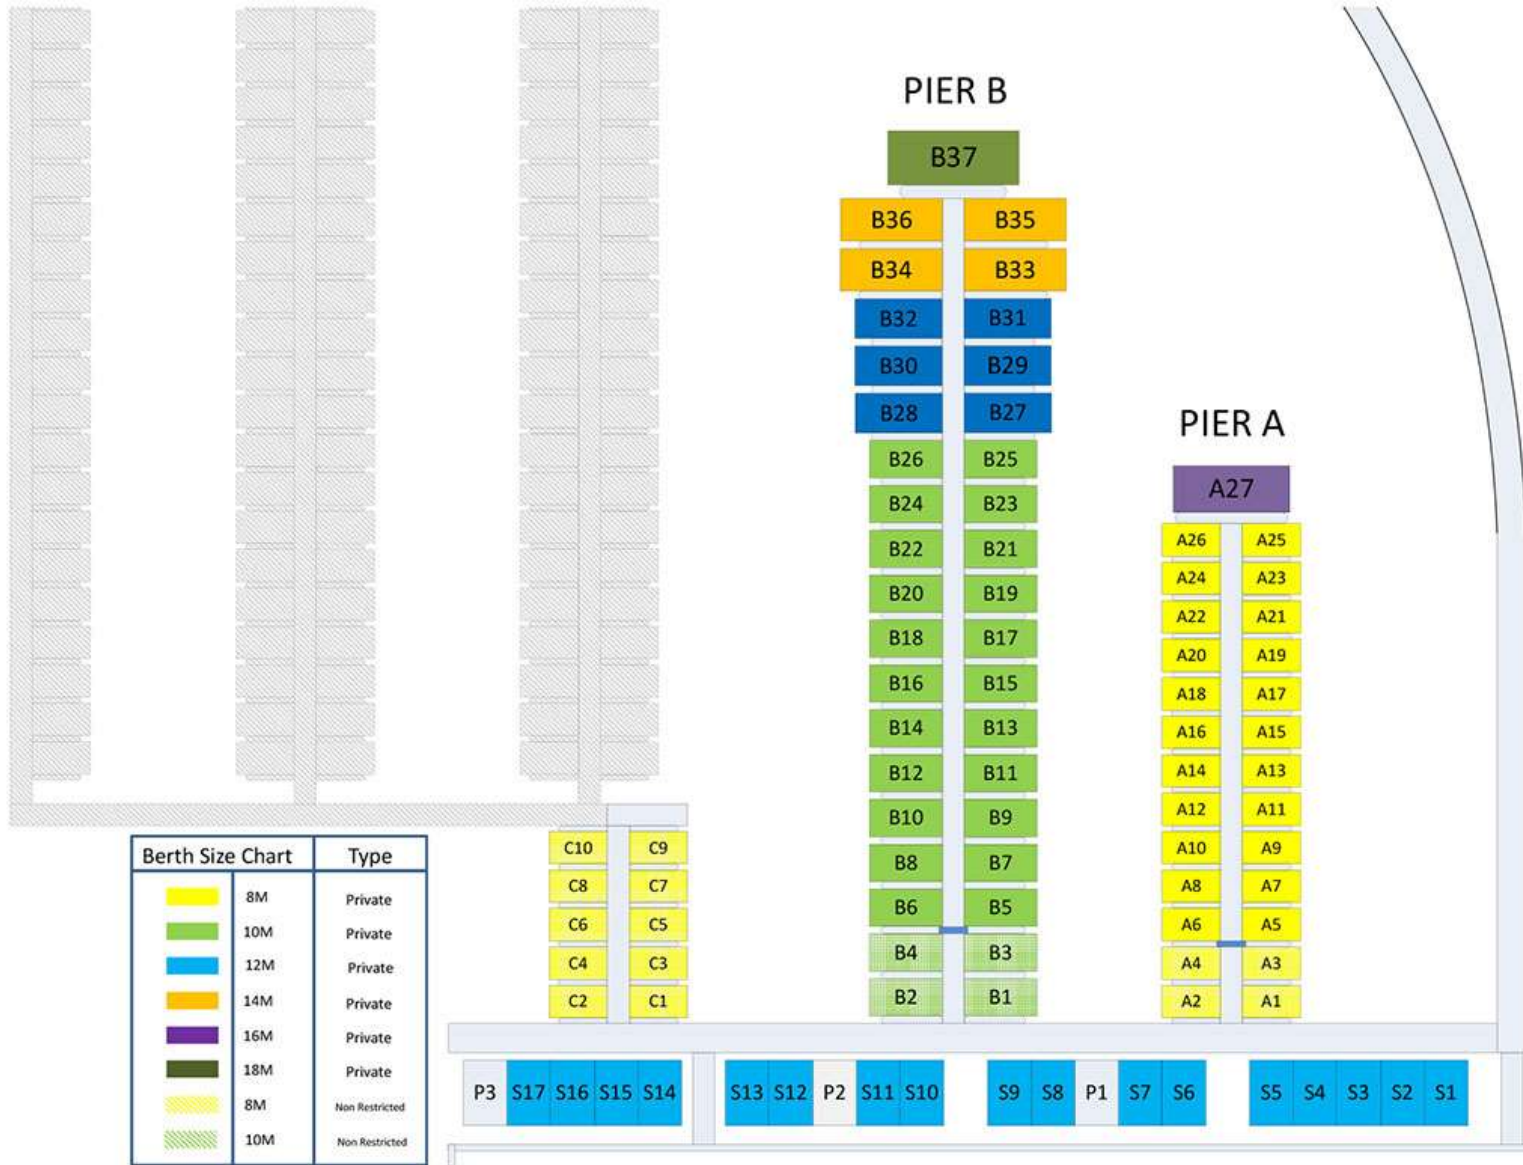 PIER B
B37
B36 B35
B34 B33
B32 B31
B30 B29
B28 B27
B26 B25
B24 B23
B22 B21
B20 B19
B18 B17
B16 B15
B14 B13
B12 B11
B10 B9
B8 B7
B6 B5
B4 B3
B2 B1
PIER A
A27
A26 A25
A24 A23
A22 A21
A20 A19
A18 A17
A16 A15
A14 A13
A12 A11
A10 A9
A8 A7
A6 A5
A4 A3
A2 A1
C10 C9
C8 C7
C6 C5
C4 C3
C2 C1
Berth Size Chart Type
8M Private
10M Private
12M Private
14M Private
16M Private
18M Private
8M Non Restricted
10M Non Restricted
P3 S17 S16 S15 S14 S13 S12 P2 S11 S10 S9 S8 P1 S7 S6 S5 S4 S3 S2 S1